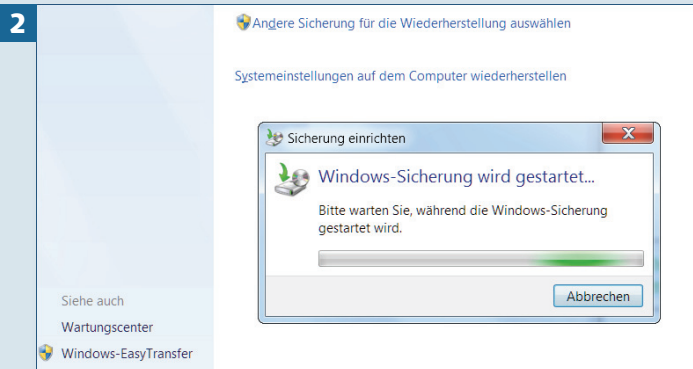 2
Andere Sicherung für die Wiederherstellung auswählen
Systemeinstellungen auf dem Computer wiederherstellen
Sicherung einrichten
Windows-Sicherung wird gestartet...
Bitte warten Sie, während die Windows-Sicherung
gestartet wird.
Abbrechen
Siehe auch
Wartungscenter
Windows-EasyTransfer